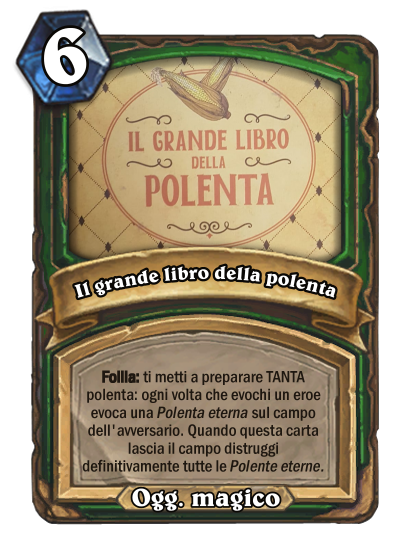 6
IL GRANDE LIBRO
DELLA
POLENTA
Il grande libro della polenta
Follia: ti metti a preparare TANTA
polenta: ogni volta che evochi un eroe
evoca una Polenta eterna sul campo
dell'avversario. Quando questa carta
lascia il campo distruggi
definitivamente tutte le Polente eterne.
Ogg. magico